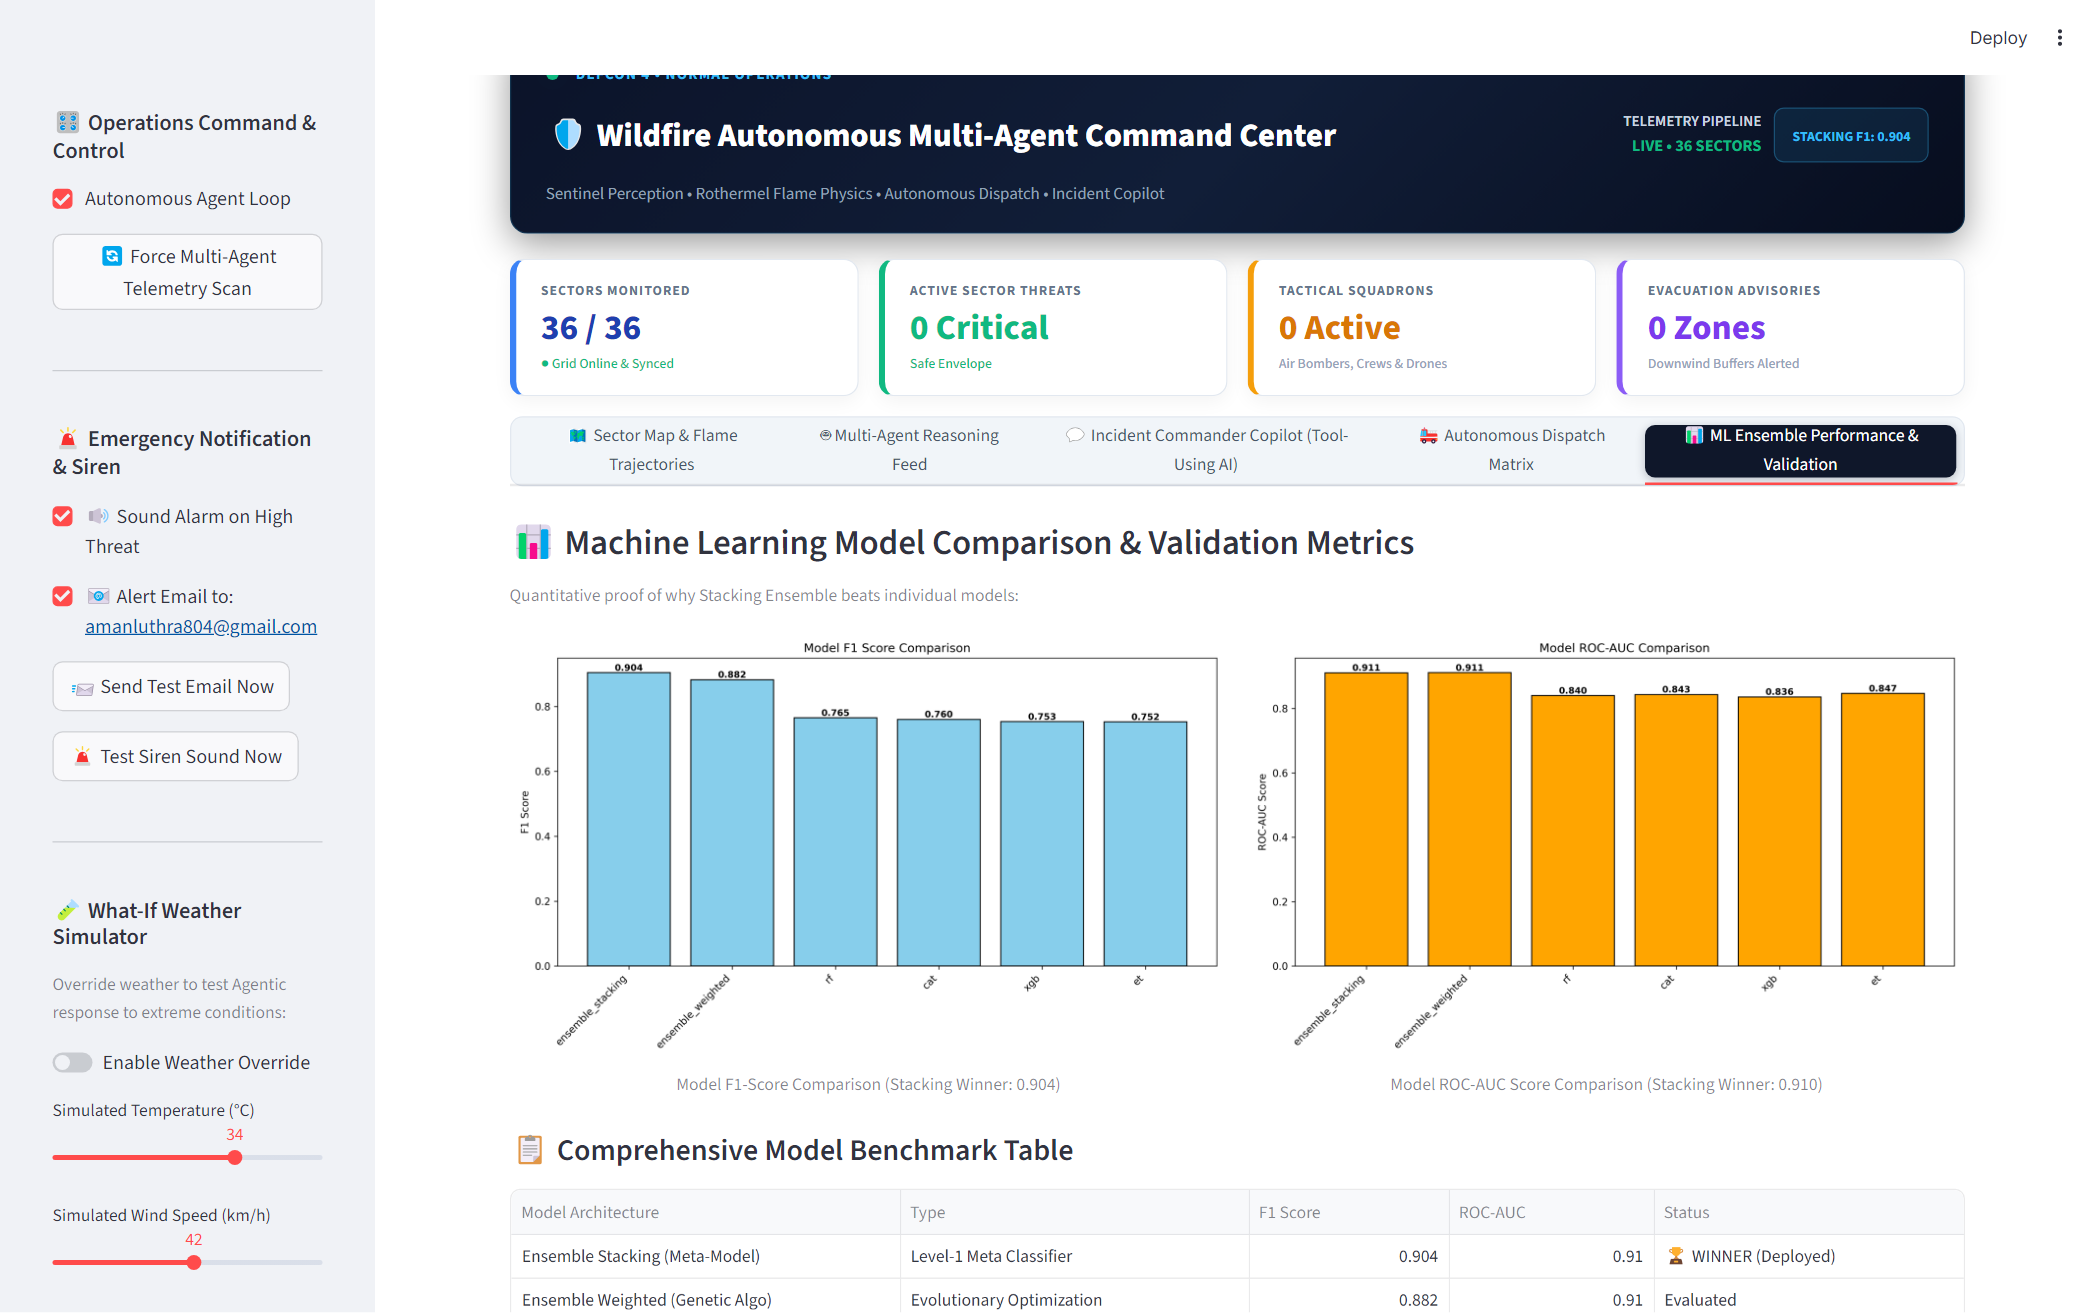 Deploy
Operations Command &
Control
Autonomous Agent Loop
Force Multi-Agent
Telemetry Scan
Emergency Notification
& Siren
Sound Alarm on High
Threat
Alert Email to:
amanluthra804@gmail.com
Send Test Email Now
Test Siren Sound Now
What-If Weather
Simulator
Override weather to test Agentic
response to extreme conditions:
Enable Weather Override
Simulated Temperature (°C)
34
Simulated Wind Speed (km/h)
42
DEFCON 4 • NORMAL OPERATIONS
Wildfire Autonomous Multi-Agent Command Center
Sentinel Perception • Rothermel Flame Physics • Autonomous Dispatch • Incident Copilot
TELEMETRY PIPELINE
LIVE • 36 SECTORS
STACKING F1: 0.904
SECTORS MONITORED
36 / 36
● Grid Online & Synced
ACTIVE SECTOR THREATS
0 Critical
Safe Envelope
TACTICAL SQUADRONS
0 Active
Air Bombers, Crews & Drones
EVACUATION ADVISORIES
0 Zones
Downwind Buffers Alerted
Sector Map & Flame
Trajectories
Multi-Agent Reasoning
Feed
Incident Commander Copilot (Tool-
Using AI)
Autonomous Dispatch
Matrix
ML Ensemble Performance &
Validation
Machine Learning Model Comparison & Validation Metrics
Quantitative proof of why Stacking Ensemble beats individual models:
Model F1 Score Comparison
0.904
0.882
0.765
0.760
0.753
0.752
0.8
0.6
0.4
0.2
0.0
F1 Score
ensemble_stacking
ensemble_weighted
rf
cat
xgb
et
Model F1-Score Comparison (Stacking Winner: 0.904)
Model ROC-AUC Comparison
0.911
0.911
0.840
0.843
0.836
0.847
0.8
0.6
0.4
0.2
0.0
ROC-AUC Score
ensemble_stacking
ensemble_weighted
rf
cat
xgb
et
Model ROC-AUC Score Comparison (Stacking Winner: 0.910)
Comprehensive Model Benchmark Table
Model Architecture Type F1 Score ROC-AUC Status
Ensemble Stacking (Meta-Model) Level-1 Meta Classifier 0.904 0.91 🏆 WINNER (Deployed)
Ensemble Weighted (Genetic Algo) Evolutionary Optimization 0.882 0.91 Evaluated